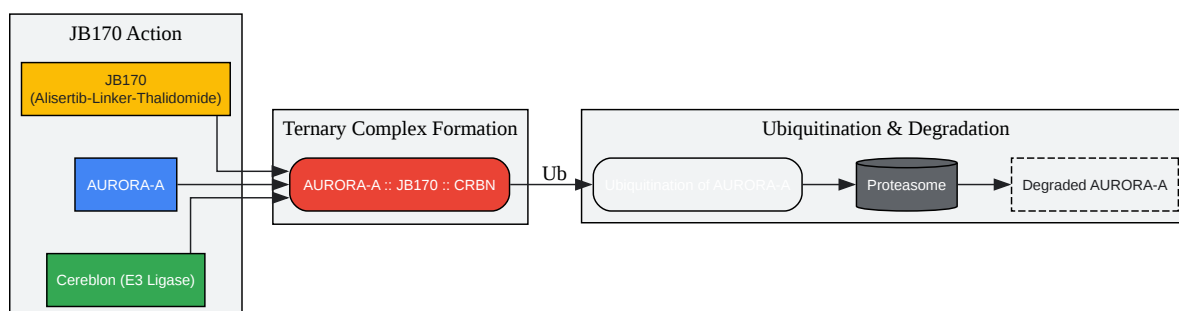 JB170 Action
JB170
(Alisertib-Linker-Thalidomide)
AURORA-A
Cereblon (E3 Ligase)
Ternary Complex Formation
AURORA-A :: JB170 :: CRBN
Ub
Ubiquitination & Degradation
Ubiquitination of AURORA-A
Proteasome
Degraded AURORA-A